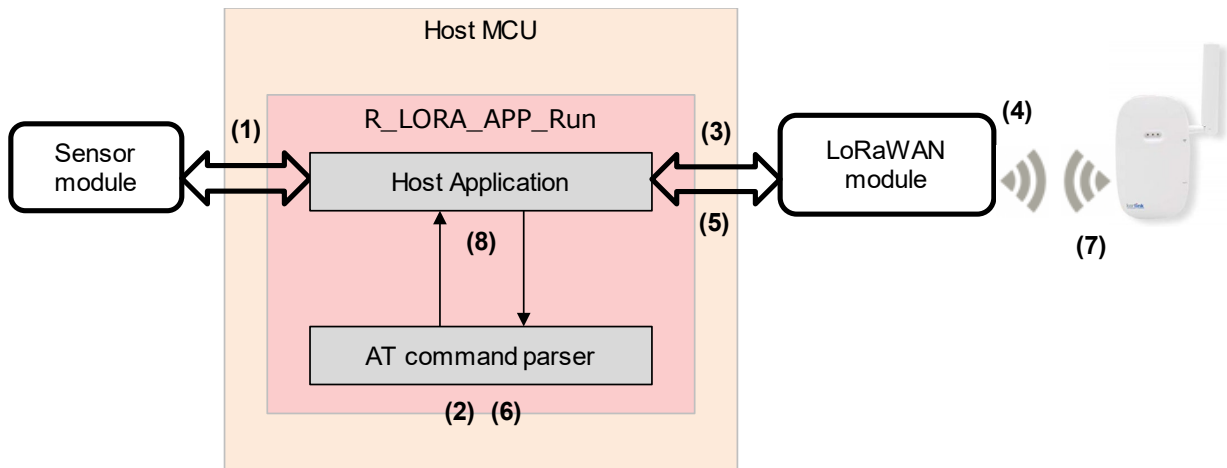 Host MCU
R_LORA_APP_Run
(1)
(3)
(4)
Sensor
module
Host Application
LoRaWAN
module
(8)
(5)
(7)
AT command parser
(2) (6)